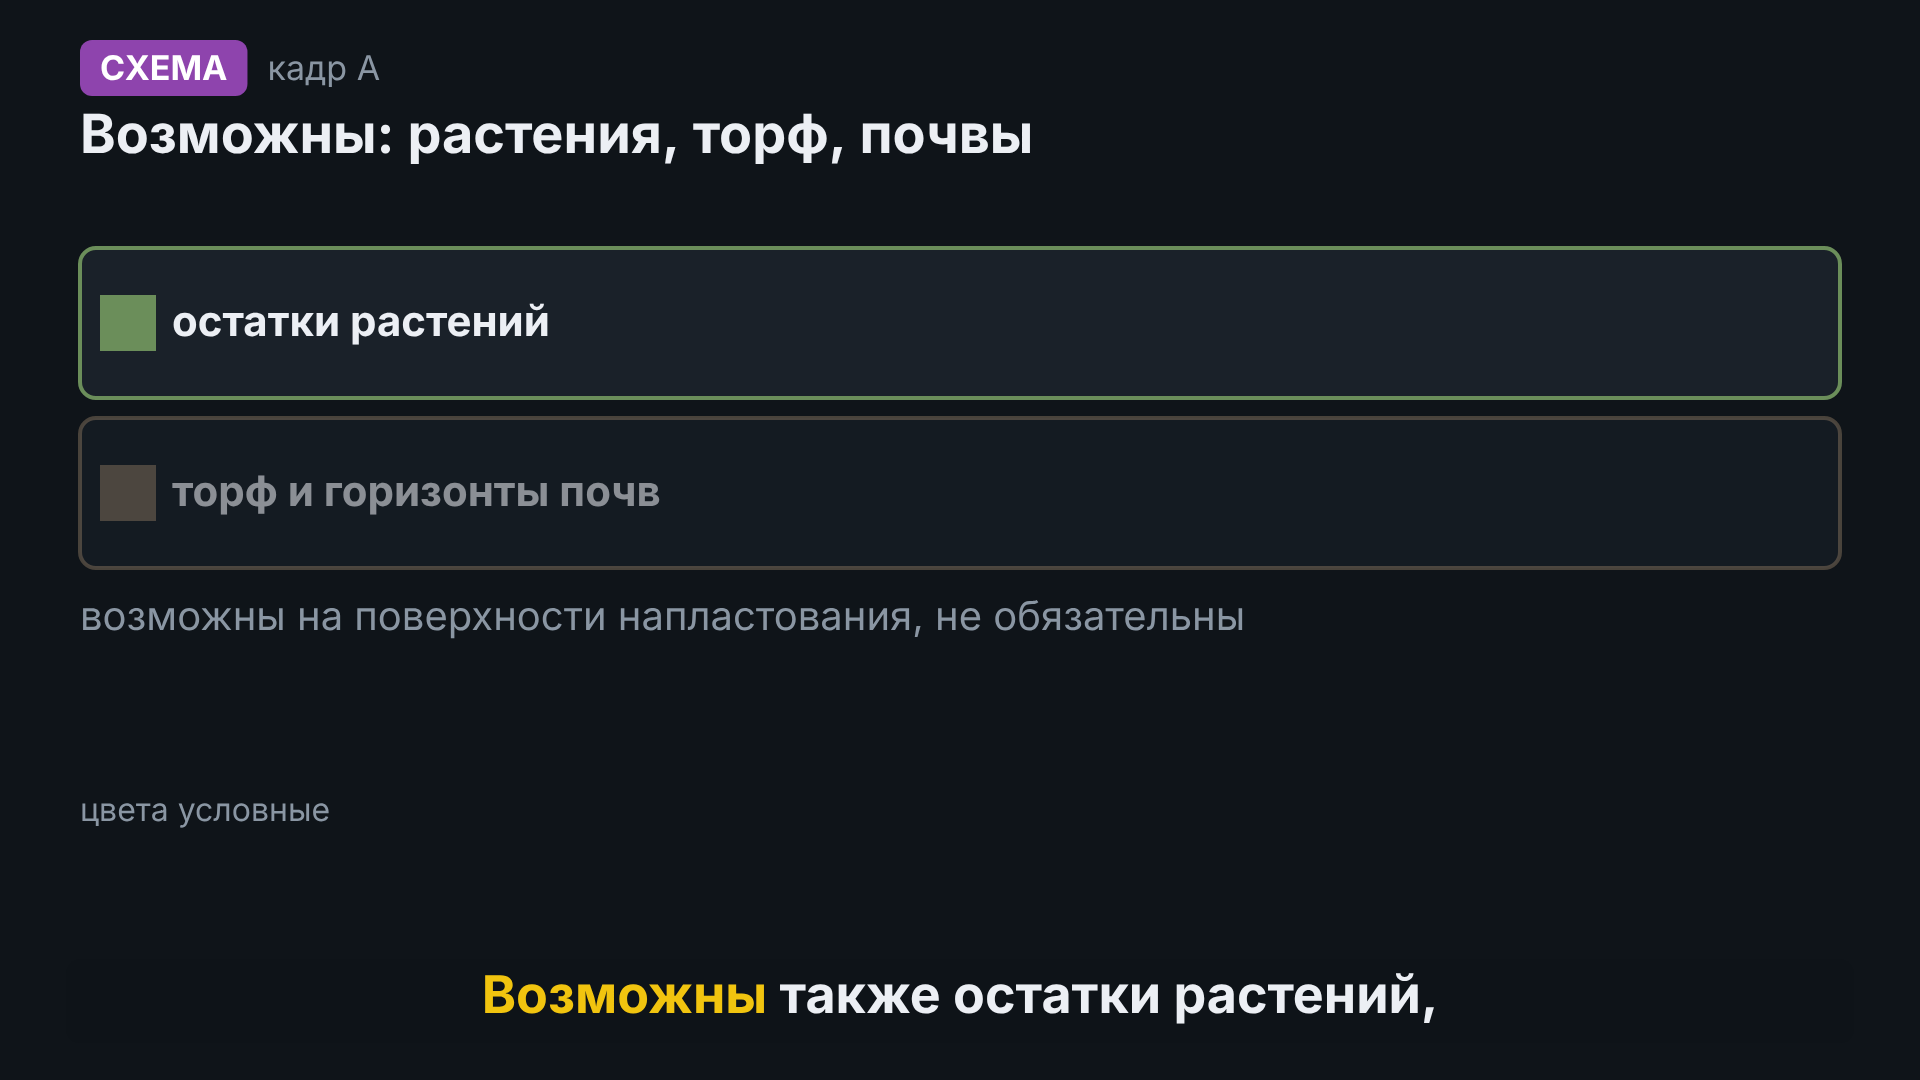 СХЕМА кадр А
Возможны: растения, торф, почвы
остатки растений
торф и горизонты почв
возможны на поверхности напластования, не обязательны
цвета условные
Возможны также остатки растений,